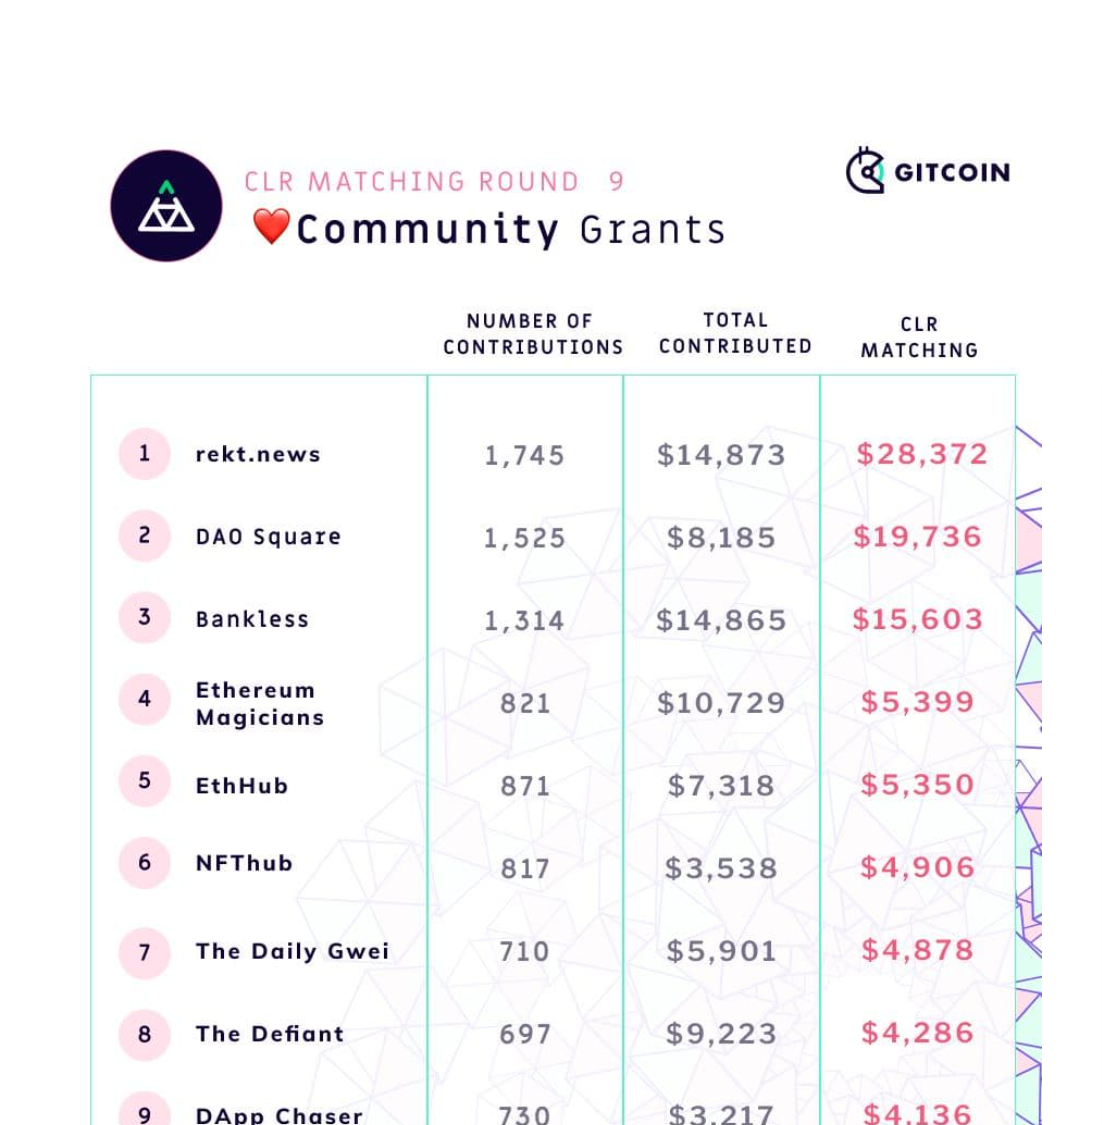 CLR MATCHING ROUND 9
GITCOIN
❤️Community Grants
NUMBER OF
CONTRIBUTIONS
TOTAL
CONTRIBUTED
CLR
MATCHING
1 rekt.news 1,745 $14,873 $28,372
2 DAO Square 1,525 $8,185 $19,736
3 Bankless 1,314 $14,865 $15,603
4 Ethereum
Magicians 821 $10,729 $5,399
5 EthHub 871 $7,318 $5,350
6 NFThub 817 $3,538 $4,906
7 The Daily Gwei 710 $5,901 $4,878
8 The Defiant 697 $9,223 $4,286
9 DApp Chaser 730 $3,217 $4,136